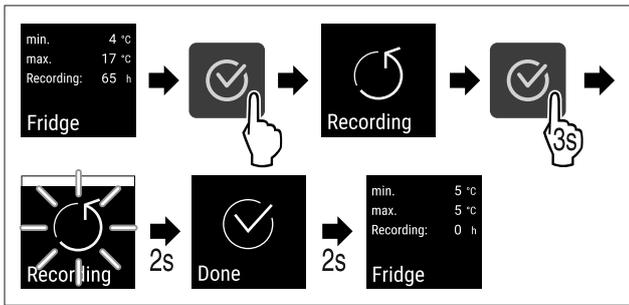 min. 4 °C
max. 17 °C
Recording: 65 h
Fridge
Recording
3s
Recording
2s
Done
2s
min. 5 °C
max. 5 °C
Recording: 0 h
Fridge